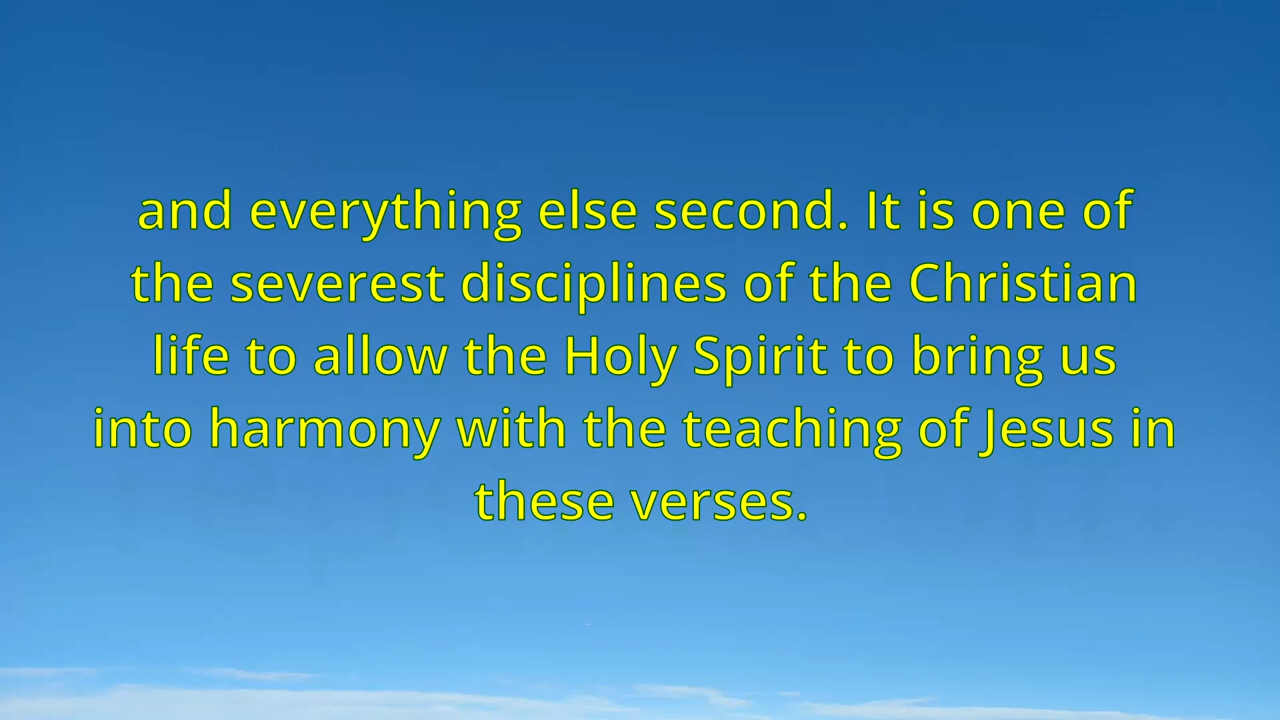 and everything else second. It is one of
the severest disciplines of the Christian
life to allow the Holy Spirit to bring us
into harmony with the teaching of Jesus in
these verses.